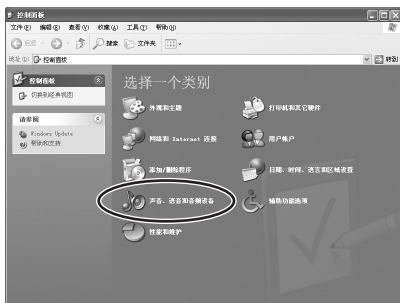 控制面板
文件(F) 编辑(E) 查看(V) 收藏(A) 工具(T) 帮助(H)
后退 搜索 文件夹
地址(D) 控制面板 转到
控制面板
切换到经典视图
请参阅
Windows Update
帮助和支持
选择一个类别
外观和主题
打印机和其它硬件
网络和 Internet 连接
用户帐户
添加/删除程序
日期、时间、语言和区域设置
声音、语音和音频设备
辅助功能选项
性能和维护